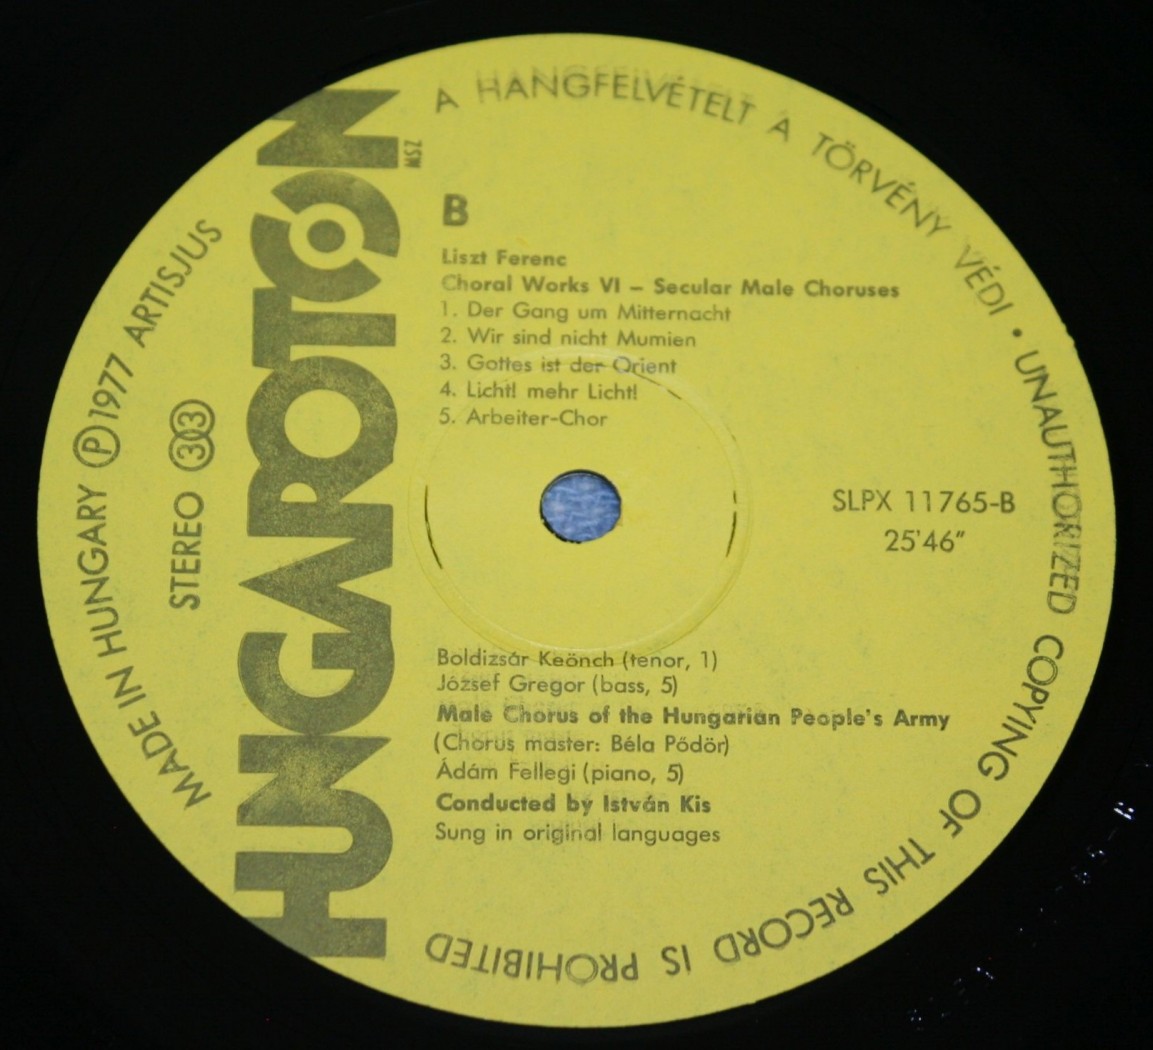 A HANGFELVÉTELT A TÖRVÉNY VÉDI • UNAUTHORIZED COPYING OF THIS RECORD IS PROHIBITED
MADE IN HUNGARY Ⓟ 1977 ARTISJUS
STEREO 33
HUNGAROTON
MSZ
B
Liszt Ferenc
Choral Works VI – Secular Male Choruses
1. Der Gang um Mitternacht
2. Wir sind nicht Mumien
3. Gottes ist der Orient
4. Licht! mehr Licht!
5. Arbeiter-Chor
SLPX 11765-B
25'46"
Boldizsár Keönch (tenor, 1)
József Gregor (bass, 5)
Male Chorus of the Hungarian People's Army
(Chorus master: Béla Pődör)
Ádám Fellegi (piano, 5)
Conducted by István Kis
Sung in original languages